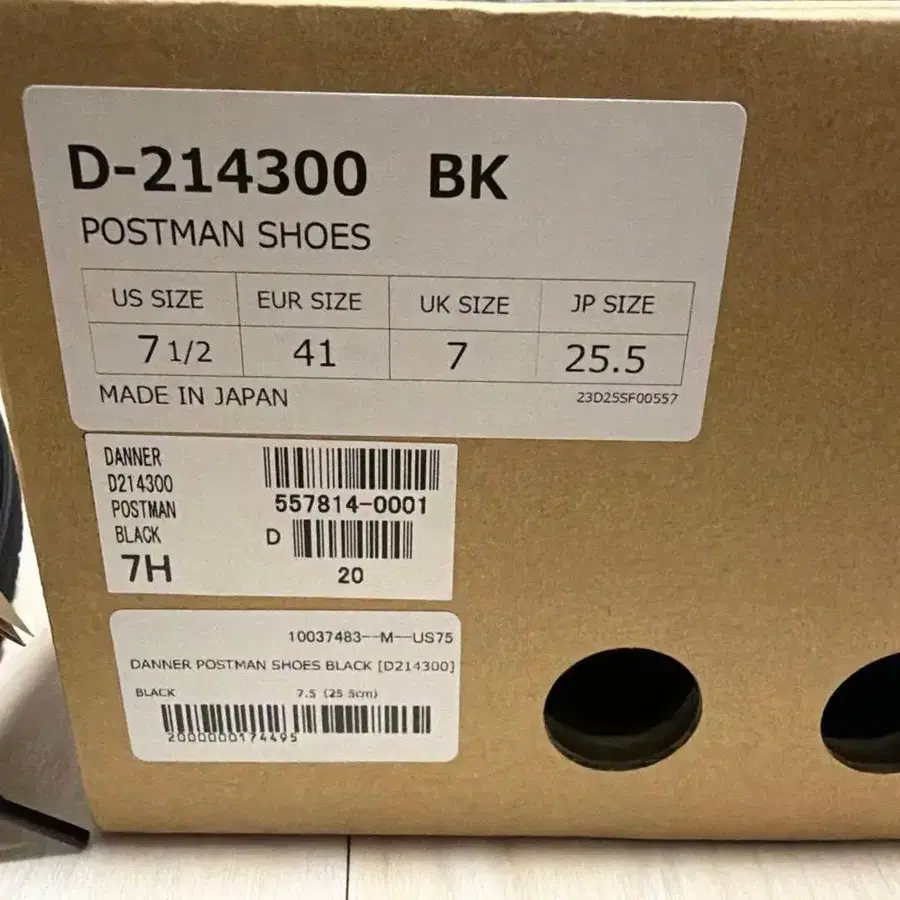 D-214300 BK
POSTMAN SHOES
US SIZE EUR SIZE UK SIZE JP SIZE
7 1/2 41 7 25.5
MADE IN JAPAN 23D25SF00557
DANNER
D214300
POSTMAN
BLACK
7H
557814-0001
D
20
10037483--M--US75
DANNER POSTMAN SHOES BLACK [D214300]
BLACK 7.5 (25.5cm)
2000000174495